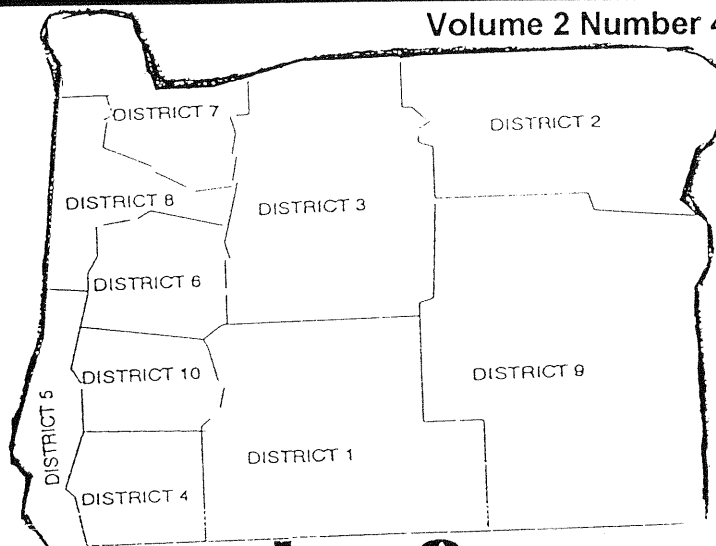 Volume 2 Number 4
DISTRICT 7
DISTRICT 2
DISTRICT 8
DISTRICT 3
DISTRICT 6
DISTRICT 10
DISTRICT 9
DISTRICT 5
DISTRICT 1
DISTRICT 4